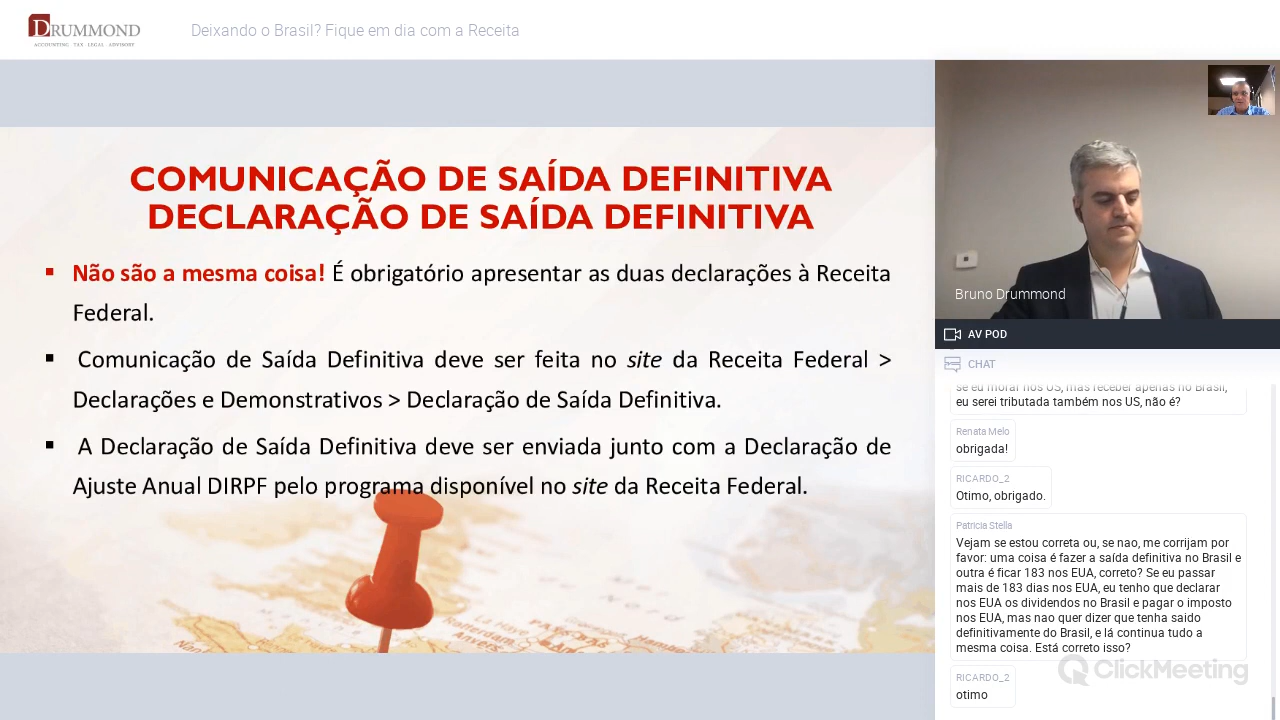 DRUMMOND
ACCOUNTING TAX LEGAL ADVISORY
Deixando o Brasil? Fique em dia com a Receita
COMUNICAÇÃO DE SAÍDA DEFINITIVA
DECLARAÇÃO DE SAÍDA DEFINITIVA
▪ Não são a mesma coisa! É obrigatório apresentar as duas declarações à Receita
Federal.
▪ Comunicação de Saída Definitiva deve ser feita no site da Receita Federal >
Declarações e Demonstrativos > Declaração de Saída Definitiva.
▪ A Declaração de Saída Definitiva deve ser enviada junto com a Declaração de
Ajuste Anual DIRPF pelo programa disponível no site da Receita Federal.
Bruno Drummond
AV POD
CHAT
se eu morar nos US, mas receber apenas no Brasil,
eu serei tributada também nos US, não é?
Renata Melo
obrigada!
RICARDO_2
Otimo, obrigado.
Patricia Stella
Vejam se estou correta ou, se nao, me corrijam por
favor: uma coisa é fazer a saída definitiva no Brasil e
outra é ficar 183 nos EUA, correto? Se eu passar
mais de 183 dias nos EUA, eu tenho que declarar
nos EUA os dividendos no Brasil e pagar o imposto
nos EUA, mas nao quer dizer que tenha saido
definitivamente do Brasil, e lá continua tudo a
mesma coisa. Está correto isso?
ClickMeeting
RICARDO_2
otimo